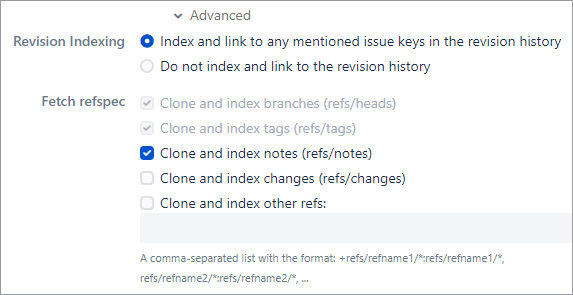 Advanced
Revision Indexing Index and link to any mentioned issue keys in the revision history
Do not index and link to the revision history
Fetch refspec Clone and index branches (refs/heads)
Clone and index tags (refs/tags)
Clone and index notes (refs/notes)
Clone and index changes (refs/changes)
Clone and index other refs:
A comma-separated list with the format: +refs/refname1/*:refs/refname1/*,
refs/refname2/*:refs/refname2/*, ...